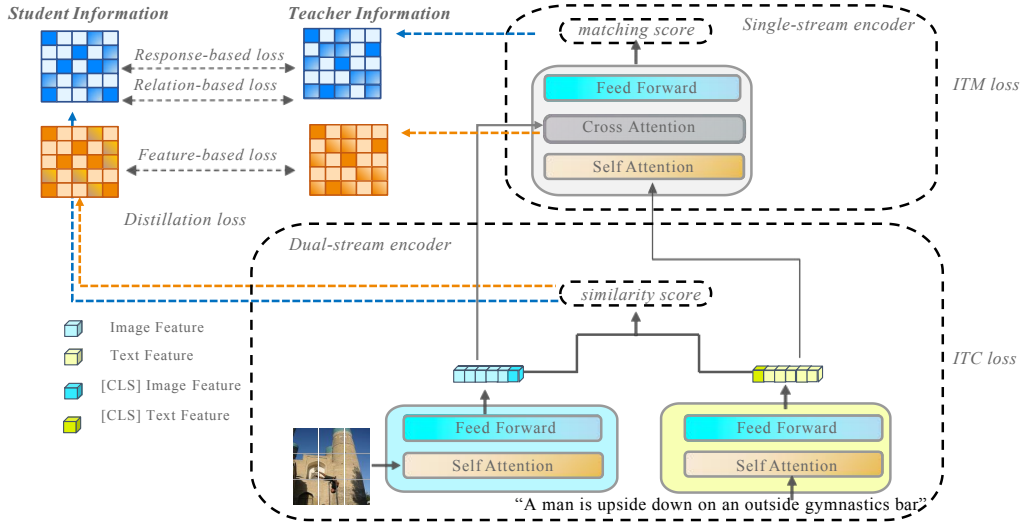 Student Information
Teacher Information
matching score
Single-stream encoder
Response-based loss
Relation-based loss
Feed Forward
ITM loss
Cross Attention
Feature-based loss
Self Attention
Distillation loss
Dual-stream encoder
similarity score
Image Feature
Text Feature
[CLS] Image Feature
[CLS] Text Feature
ITC loss
Feed Forward
Feed Forward
Self Attention
Self Attention
“A man is upside down on an outside gymnastics bar”